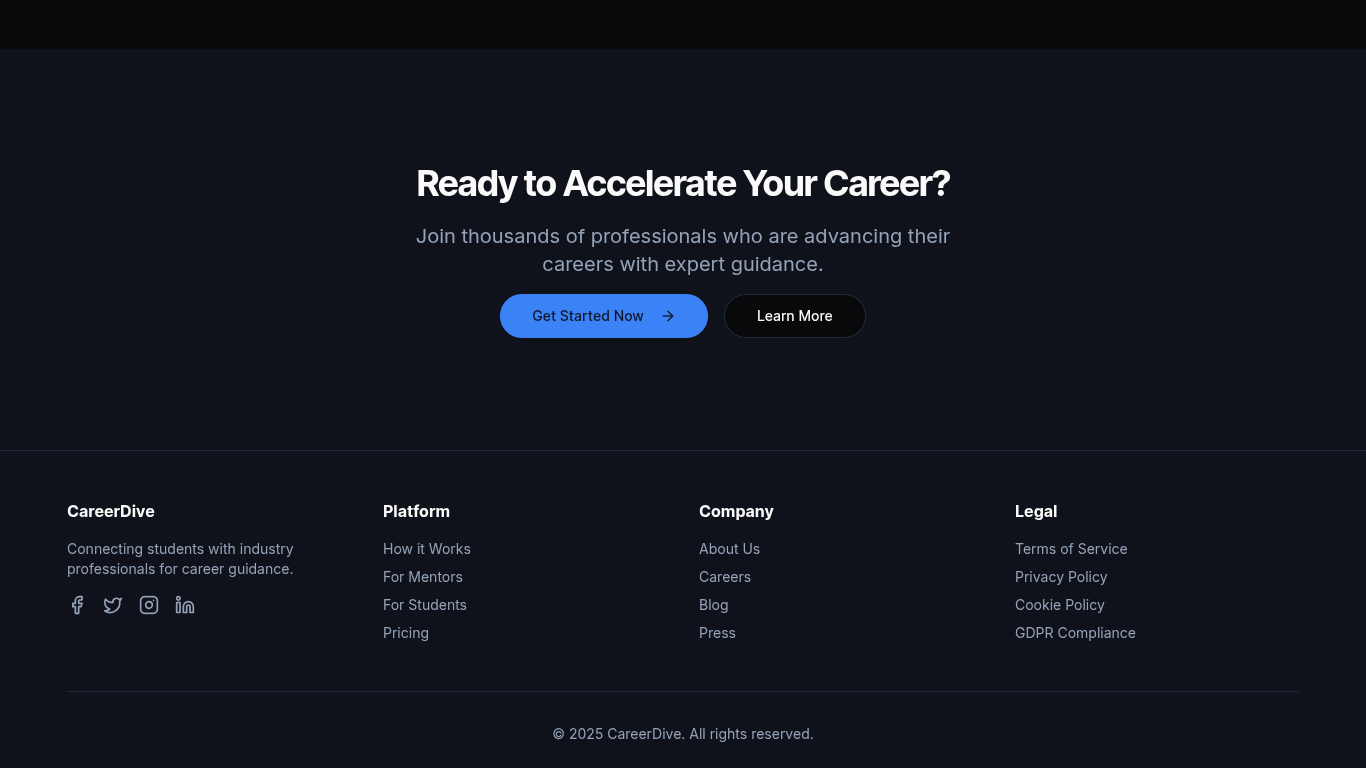 Ready to Accelerate Your Career?
Join thousands of professionals who are advancing their
careers with expert guidance.
Get Started Now
Learn More
CareerDive
Connecting students with industry
professionals for career guidance.
Platform
How it Works
For Mentors
For Students
Pricing
Company
About Us
Careers
Blog
Press
Legal
Terms of Service
Privacy Policy
Cookie Policy
GDPR Compliance
© 2025 CareerDive. All rights reserved.